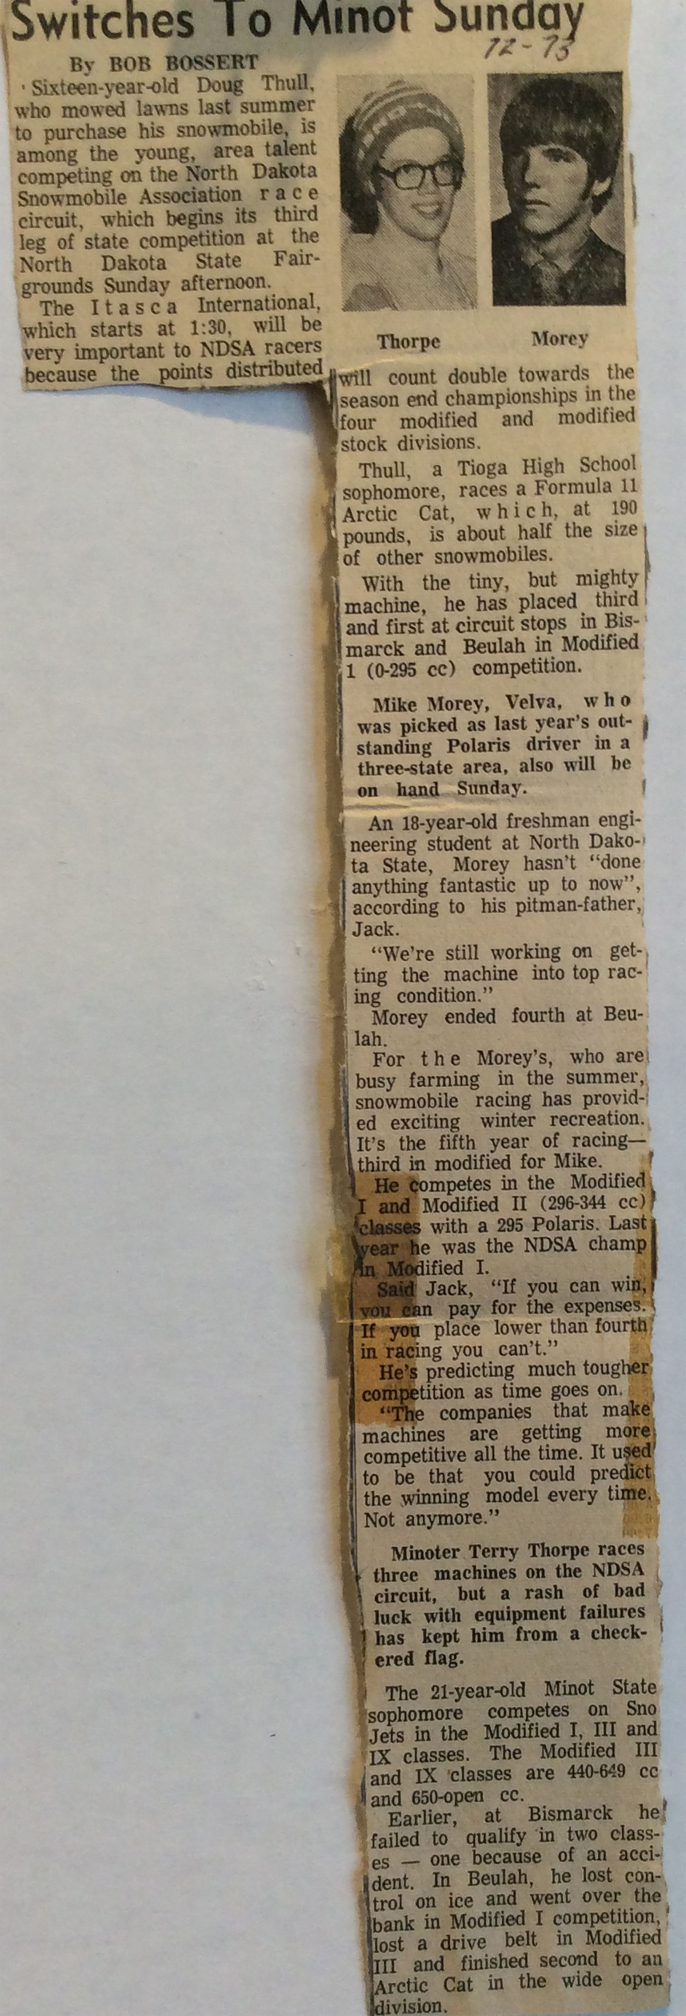 Switches To Minot Sunday
72-73
By BOB BOSSERT
Sixteen-year-old Doug Thull,
who mowed lawns last summer
to purchase his snowmobile, is
among the young, area talent
competing on the North Dakota
Snowmobile Association race
circuit, which begins its third
leg of state competition at the
North Dakota State Fair-
grounds Sunday afternoon.
The Itasca International,
which starts at 1:30, will be
very important to NDSA racers
because the points distributed
Thorpe Morey
will count double towards the
season end championships in the
four modified and modified
stock divisions.
Thull, a Tioga High School
sophomore, races a Formula 11
Arctic Cat, which, at 190
pounds, is about half the size
of other snowmobiles.
With the tiny, but mighty
machine, he has placed third
and first at circuit stops in Bis-
marck and Beulah in Modified
1 (0-295 cc) competition.
Mike Morey, Velva, who
was picked as last year's out-
standing Polaris driver in a
three-state area, also will be
on hand Sunday.
An 18-year-old freshman engi-
neering student at North Dako-
ta State, Morey hasn't "done
anything fantastic up to now",
according to his pitman-father,
Jack.
"We're still working on get-
ting the machine into top rac-
ing condition."
Morey ended fourth at Beu-
lah.
For the Morey's, who are
busy farming in the summer,
snowmobile racing has provid-
ed exciting winter recreation.
It's the fifth year of racing—
third in modified for Mike.
He competes in the Modified
I and Modified II (296-344 cc)
classes with a 295 Polaris. Last
year he was the NDSA champ
in Modified I.
Said Jack, "If you can win,
you can pay for the expenses.
If you place lower than fourth
in racing you can't."
He's predicting much tougher
competition as time goes on.
"The companies that make
machines are getting more
competitive all the time. It used
to be that you could predict
the winning model every time.
Not anymore."
Minoter Terry Thorpe races
three machines on the NDSA
circuit, but a rash of bad
luck with equipment failures
has kept him from a check-
ered flag.
The 21-year-old Minot State
sophomore competes on Sno
Jets in the Modified I, III and
IX classes. The Modified III
and IX classes are 440-649 cc
and 650-open cc.
Earlier, at Bismarck he
failed to qualify in two class-
es — one because of an acci-
dent. In Beulah, he lost con-
trol on ice and went over the
bank in Modified I competition,
lost a drive belt in Modified
III and finished second to an
Arctic Cat in the wide open
division.